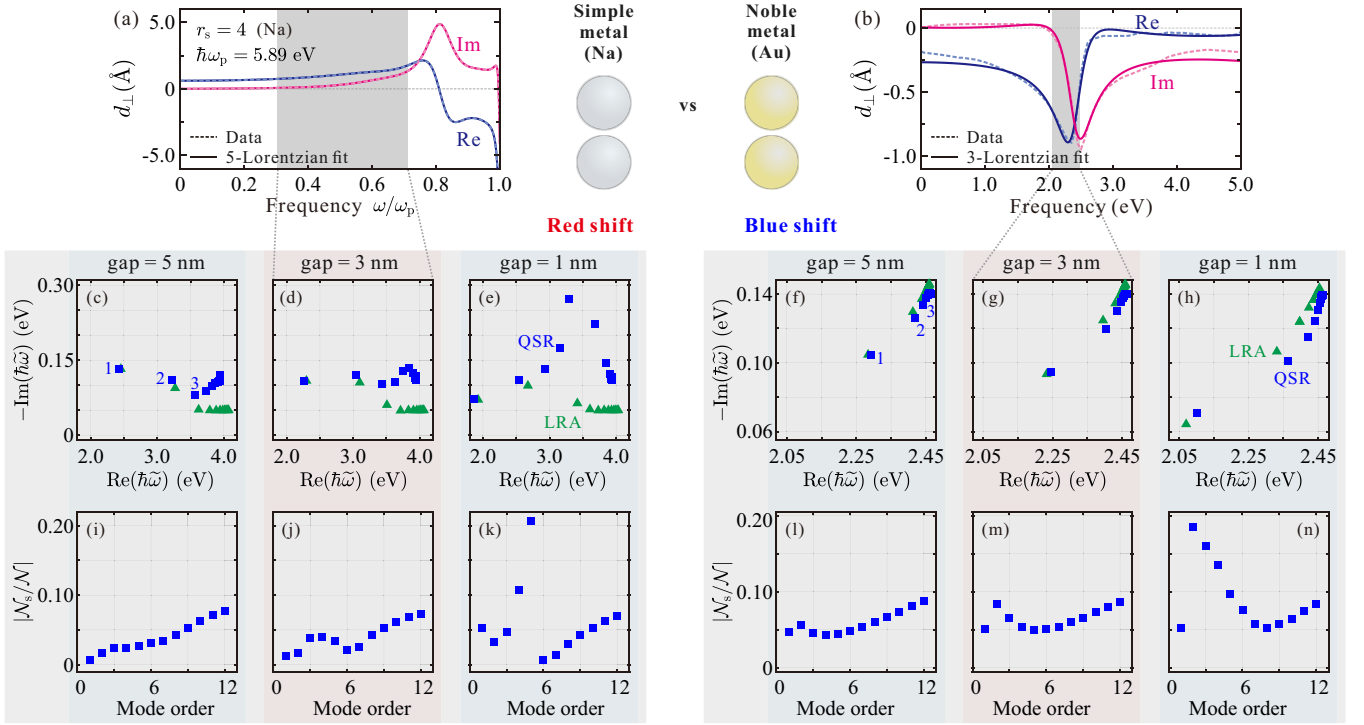 (a)
r_s = 4 (Na)
ħω_p = 5.89 eV
Im
Re
Data
5-Lorentzian fit
d_⊥ (Å)
5.0
0
-5.0
0 0.2 0.4 0.6 0.8 1.0
Frequency ω/ω_p
Simple
metal
(Na)
vs
Noble
metal
(Au)
Red shift
Blue shift
(b)
Re
Im
Data
3-Lorentzian fit
d_⊥ (Å)
0
-0.5
-1.0
0 1.0 2.0 3.0 4.0 5.0
Frequency (eV)
gap = 5 nm
gap = 3 nm
gap = 1 nm
gap = 5 nm
gap = 3 nm
gap = 1 nm
−Im(ħω̃) (eV)
0.30
0.15
0
(c)
1
2
3
2.0 3.0 4.0
Re(ħω̃) (eV)
(d)
2.0 3.0 4.0
Re(ħω̃) (eV)
(e)
QSR
LRA
2.0 3.0 4.0
Re(ħω̃) (eV)
−Im(ħω̃) (eV)
0.14
0.10
0.06
(f)
3
2
1
2.05 2.45
Re(ħω̃) (eV)
(g)
2.05 2.45
Re(ħω̃) (eV)
(h)
LRA
QSR
2.05 2.45
Re(ħω̃) (eV)
|𝒩_s/𝒩|
0.20
0.10
0
(i)
0 6 12
Mode order
(j)
0 6 12
Mode order
(k)
0 6 12
Mode order
|𝒩_s/𝒩|
0.20
0.10
0
(l)
0 6 12
Mode order
(m)
0 6 12
Mode order
(n)
0 6 12
Mode order